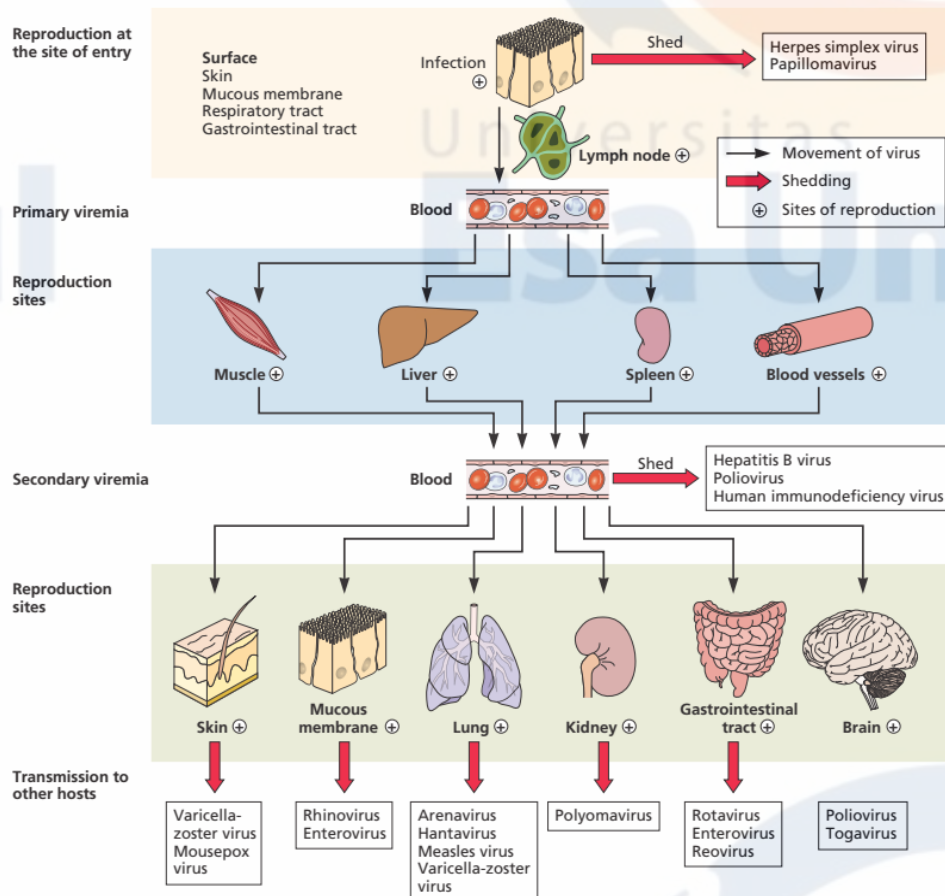 Reproduction at
the site of entry
Surface
Skin
Mucous membrane
Respiratory tract
Gastrointestinal tract
Infection
Shed
Herpes simplex virus
Papillomavirus
Universitas
Esa Un
Lymph node
Movement of virus
Shedding
Sites of reproduction
Primary viremia
Blood
Reproduction
sites
Muscle
Liver
Spleen
Blood vessels
Secondary viremia
Blood
Shed
Hepatitis B virus
Poliovirus
Human immunodeficiency virus
Reproduction
sites
Skin
Mucous
membrane
Lung
Kidney
Gastrointestinal
tract
Brain
Transmission to
other hosts
Varicella-
zoster virus
Mousepox
virus
Rhinovirus
Enterovirus
Arenavirus
Hantavirus
Measles virus
Varicella-zoster
virus
Polyomavirus
Rotavirus
Enterovirus
Reovirus
Poliovirus
Togavirus